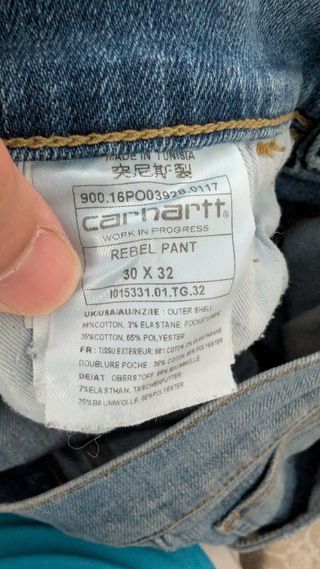 MADE IN TUNISIA
突尼斯製
900.16PO03928.0117
carhartt®
WORK IN PROGRESS
REBEL PANT
30 X 32
I015331.01.TG.32
UK/USA/AU/NZ/IE : OUTER SHELL
98%COTTON, 2% ELASTANE; POCKETLINING
35%COTTON, 65% POLYESTER
FR : TISSU EXTERIEUR: 98% COTON, 2% ELASTHANNE
DOUBLURE POCHE : 35% COTON, 65% POLYESTER
DE/AT : OBERSTOFF: 98% BAUMWOLLE,
2%ELASTHAN, TASCHENFUTTER:
35%BAUMWOLLE, 65% POLYESTER